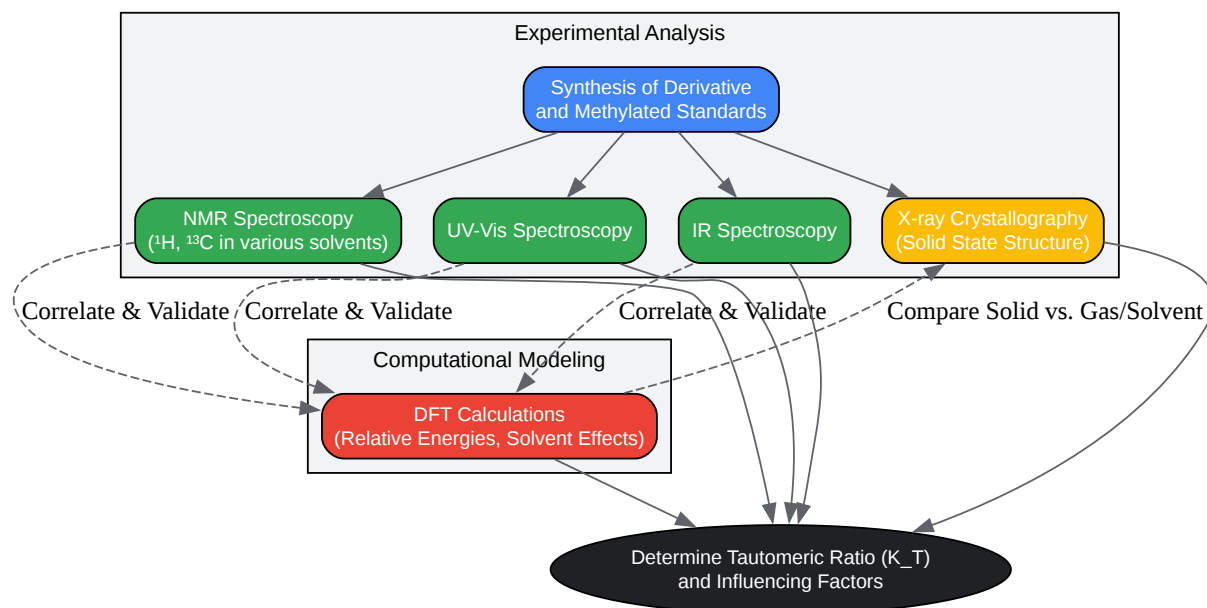 Experimental Analysis
Synthesis of Derivative
and Methylated Standards
NMR Spectroscopy
(¹H, ¹³C in various solvents)
UV-Vis Spectroscopy
IR Spectroscopy
X-ray Crystallography
(Solid State Structure)
Correlate & Validate
Correlate & Validate
Correlate & Validate
Compare Solid vs. Gas/Solvent
Computational Modeling
DFT Calculations
(Relative Energies, Solvent Effects)
Determine Tautomeric Ratio (K_T)
and Influencing Factors